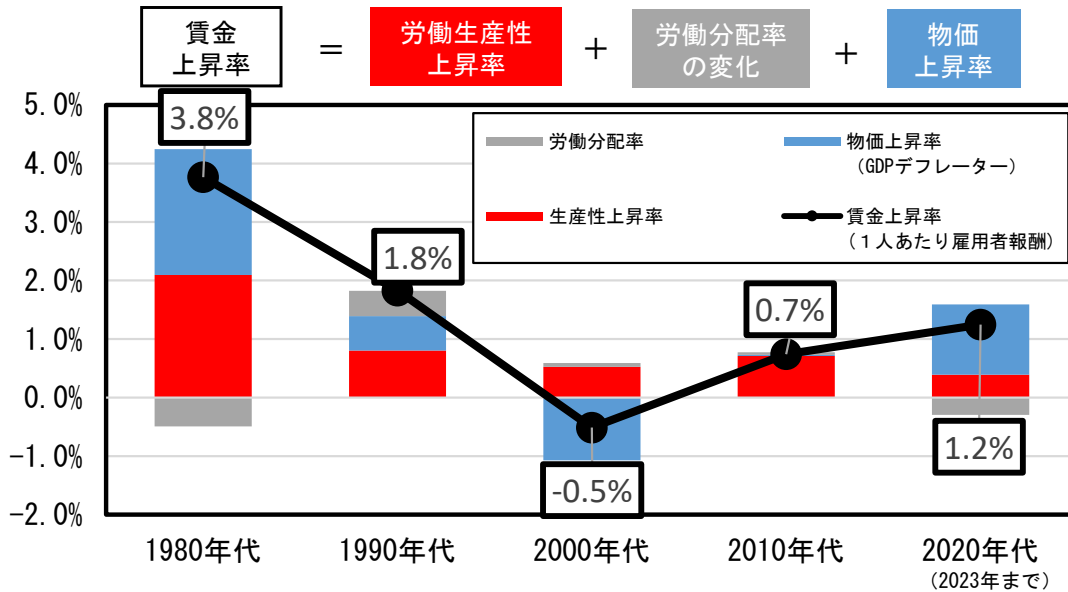 賃金
上昇率
=
労働生産性
上昇率
+
労働分配率
の変化
+
物価
上昇率
5.0%
4.0%
3.0%
2.0%
1.0%
0.0%
-1.0%
-2.0%
労働分配率
物価上昇率
(GDPデフレーター)
生産性上昇率
賃金上昇率
(1人あたり雇用者報酬)
3.8%
1.8%
-0.5%
0.7%
1.2%
1980年代
1990年代
2000年代
2010年代
2020年代
(2023年まで)